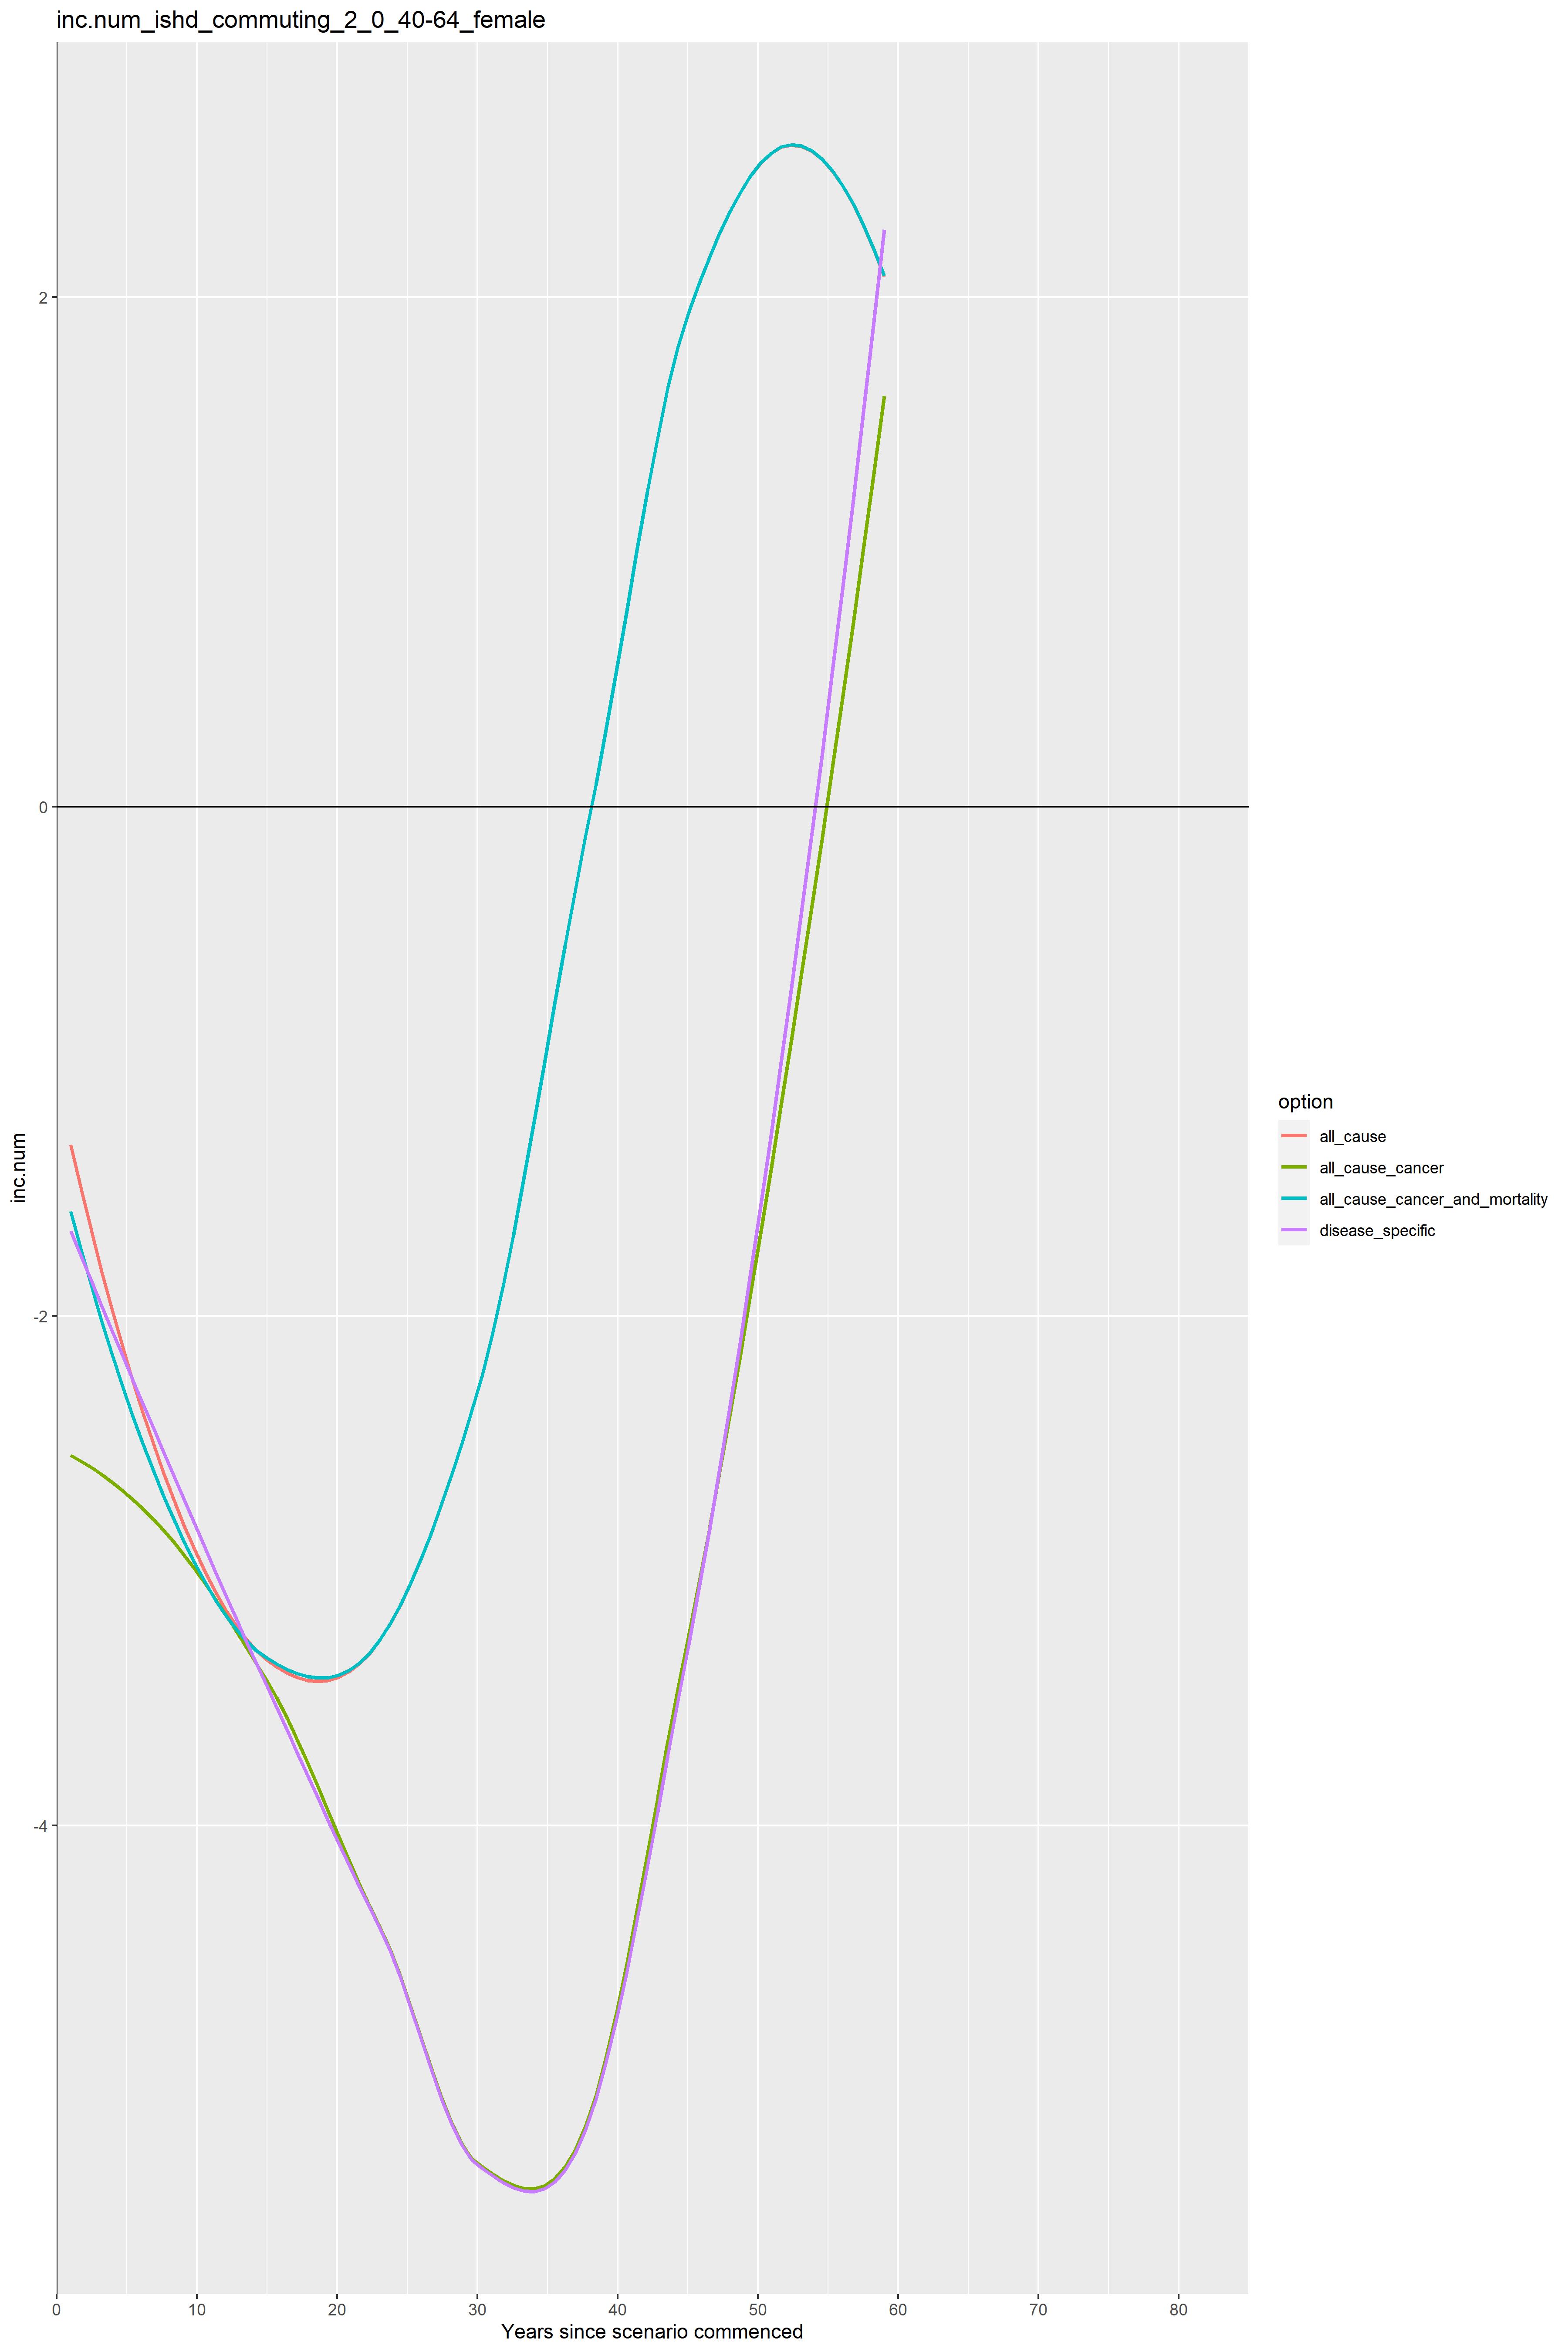 inc.num_ishd_commuting_2_0_40-64_female
2
0
-2
-4
inc.num
0 10 20 30 40 50 60 70 80
Years since scenario commenced
option
all_cause
all_cause_cancer
all_cause_cancer_and_mortality
disease_specific